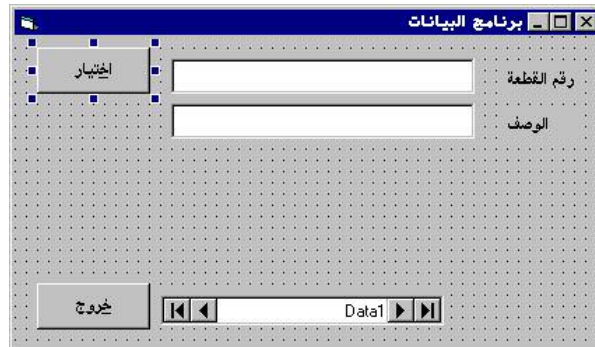 برنامج البيانات
رقم القطعة
اختيار
الوصف
خروج
Data1